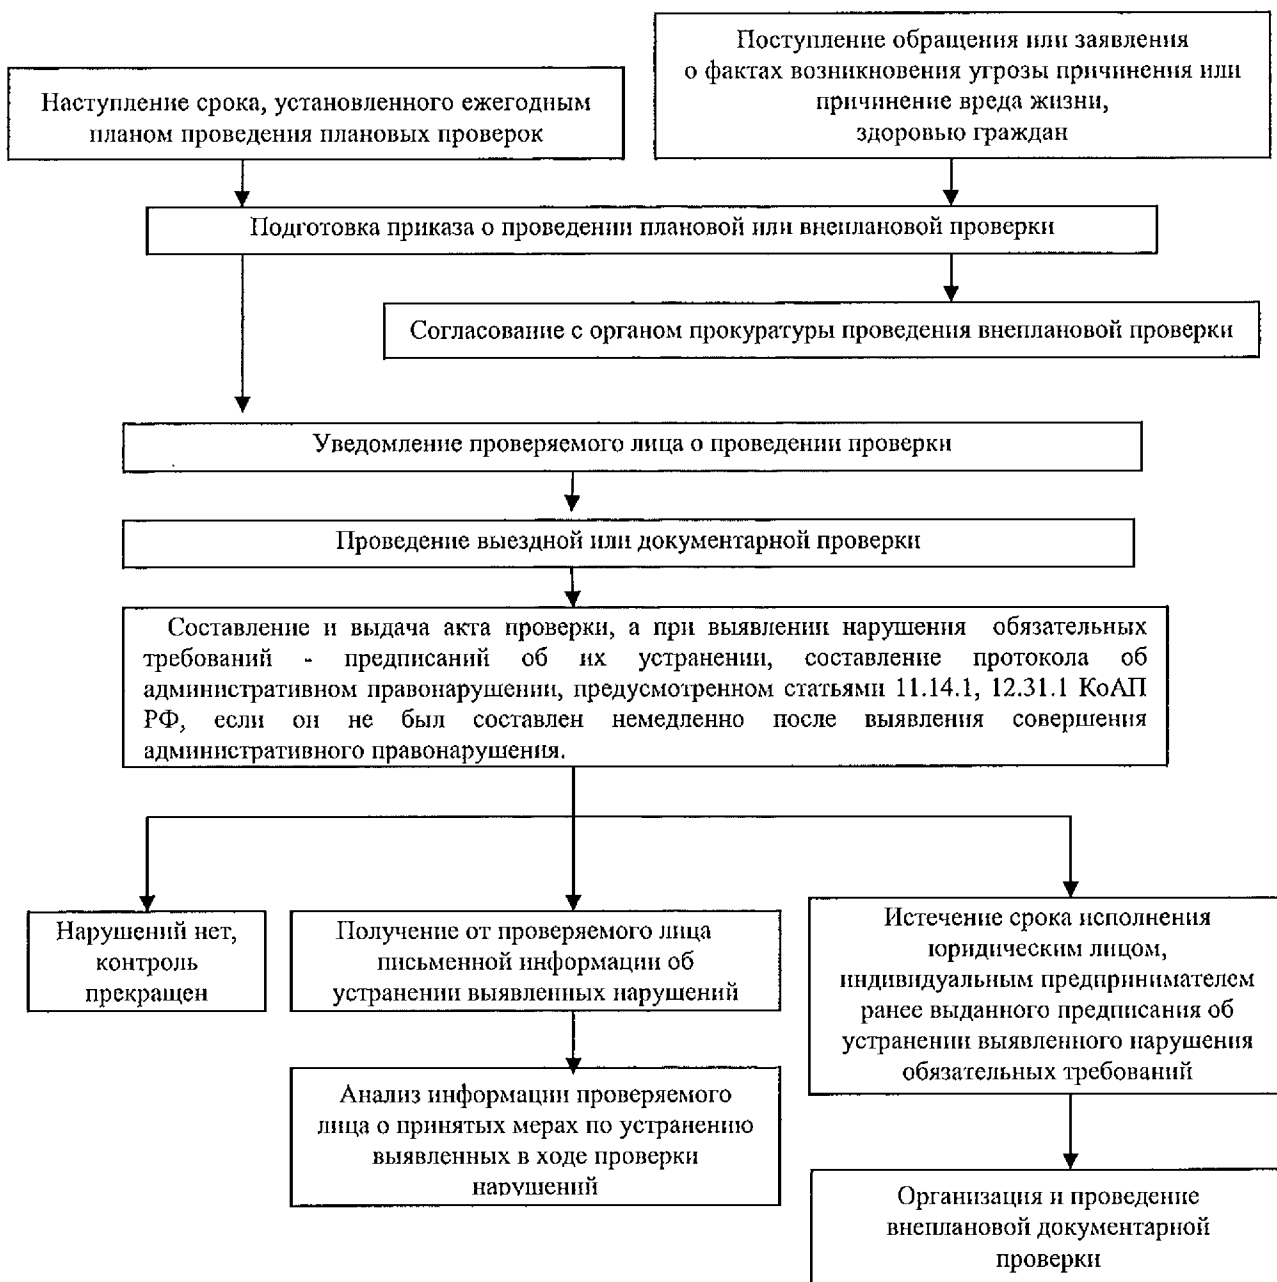 Наступление срока, установленного ежегодным
планом проведения плановых проверок
Поступление обращения или заявления
о фактах возникновения угрозы причинения или
причинение вреда жизни,
здоровью граждан
Подготовка приказа о проведении плановой или внеплановой проверки
Согласование с органом прокуратуры проведения внеплановой проверки
Уведомление проверяемого лица о проведении проверки
Проведение выездной или документарной проверки
Составление и выдача акта проверки, а при выявлении нарушения обязательных
требований - предписаний об их устранении, составление протокола об
административном правонарушении, предусмотренном статьями 11.14.1, 12.31.1 КоАП
РФ, если он не был составлен немедленно после выявления совершения
административного правонарушения.
Нарушений нет,
контроль
прекращен
Получение от проверяемого лица
письменной информации об
устранении выявленных нарушений
Истечение срока исполнения
юридическим лицом,
индивидуальным предпринимателем
ранее выданного предписания об
устранении выявленного нарушения
обязательных требований
Анализ информации проверяемого
лица о принятых мерах по устранению
выявленных в ходе проверки
нарушений
Организация и проведение
внеплановой документарной
проверки